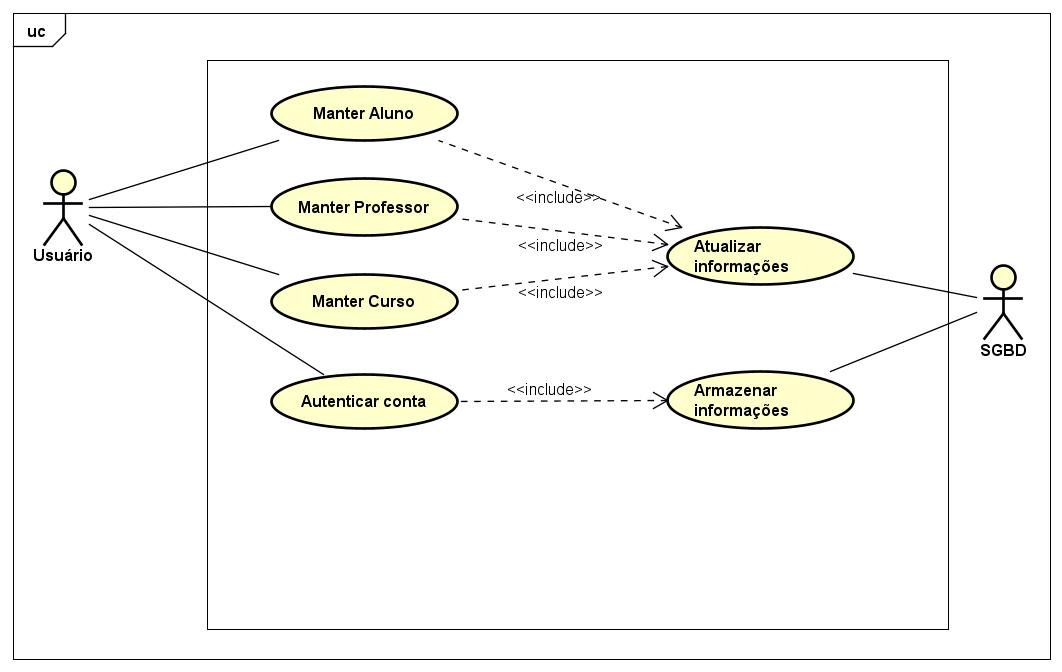 uc
Manter Aluno
<<include>>
Manter Professor
Usuário
<<include>>
Atualizar
informações
<<include>>
Manter Curso
SGBD
<<include>>
Autenticar conta
Armazenar
informações